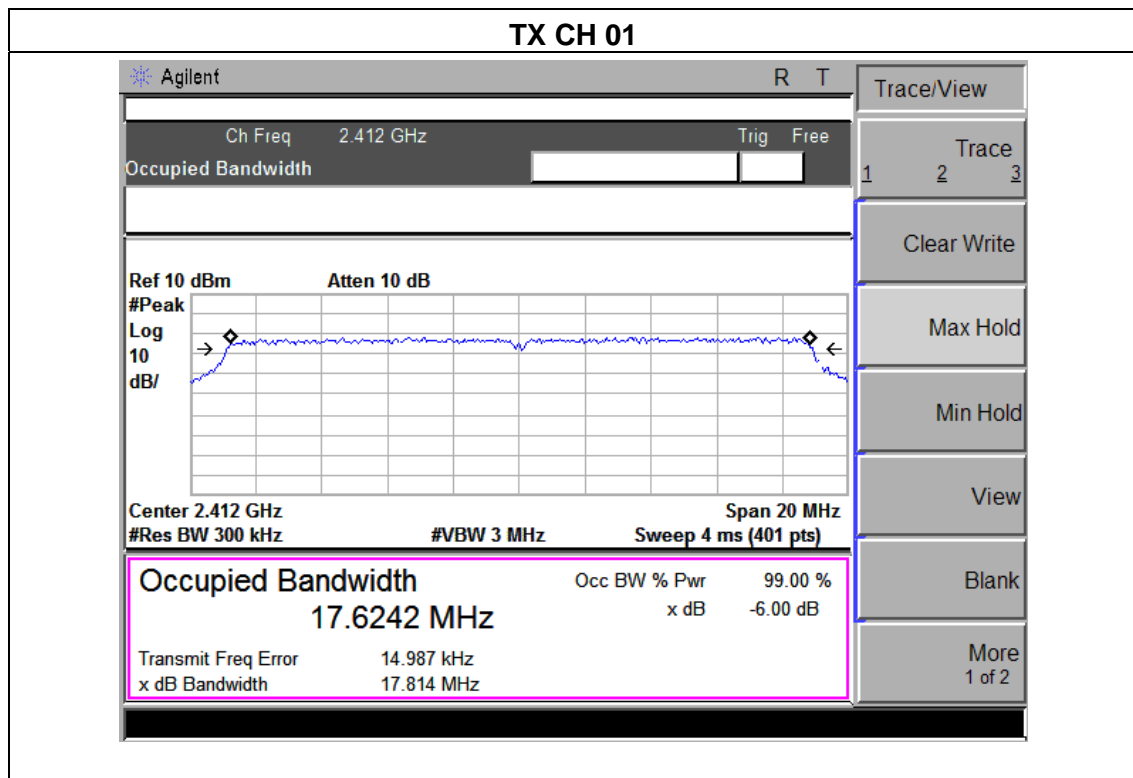 TX CH 01
Agilent R T
Trace/View
Ch Freq 2.412 GHz Trig Free
Occupied Bandwidth
Trace
1 2 3
Clear Write
Max Hold
Min Hold
View
Blank
More
1 of 2
Ref 10 dBm Atten 10 dB
#Peak
Log
10
dB/
Center 2.412 GHz Span 20 MHz
#Res BW 300 kHz #VBW 3 MHz Sweep 4 ms (401 pts)
Occupied Bandwidth Occ BW % Pwr 99.00 %
17.6242 MHz x dB -6.00 dB
Transmit Freq Error 14.987 kHz
x dB Bandwidth 17.814 MHz